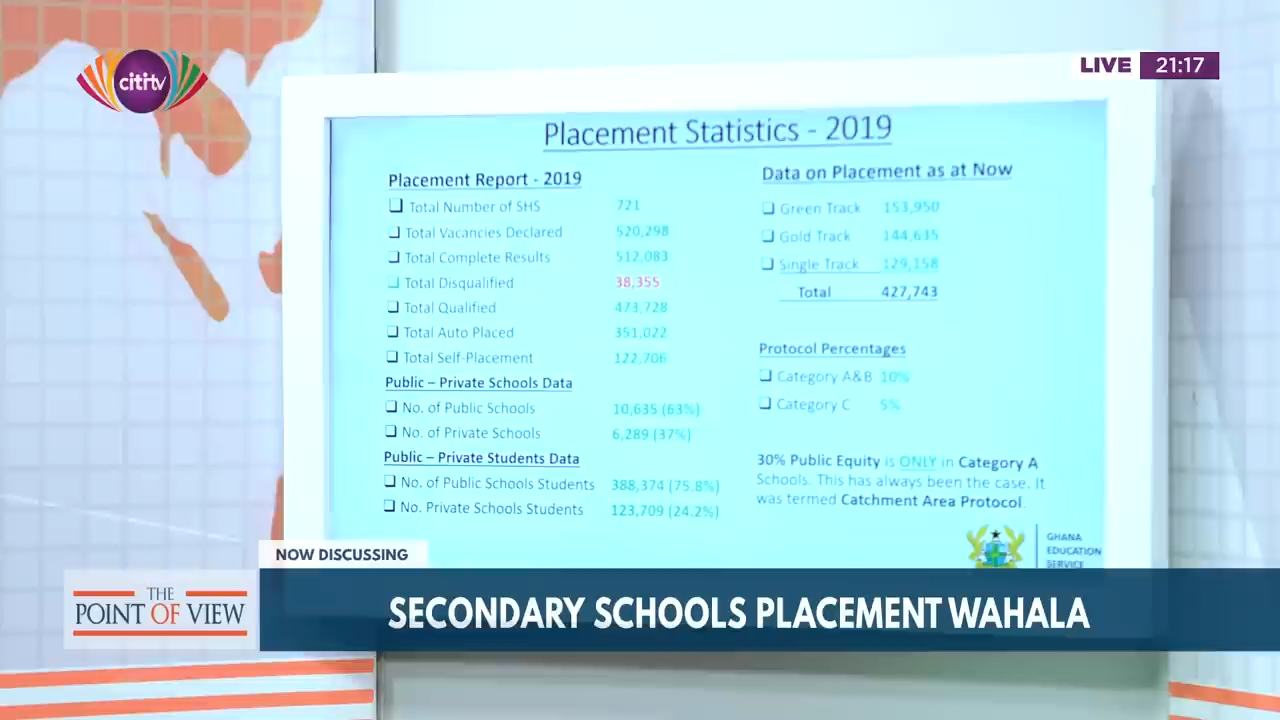 citi tv
LIVE 21:17
Placement Statistics - 2019
Placement Report - 2019
❑ Total Number of SHS 721
❑ Total Vacancies Declared 520,298
❑ Total Complete Results 512,083
❑ Total Disqualified 38,355
❑ Total Qualified 473,728
❑ Total Auto Placed 351,022
❑ Total Self-Placement 122,706
Public – Private Schools Data
❑ No. of Public Schools 10,635 (63%)
❑ No. of Private Schools 6,289 (37%)
Public – Private Students Data
❑ No. of Public Schools Students 388,374 (75.8%)
❑ No. Private Schools Students 123,709 (24.2%)
Data on Placement as at Now
❑ Green Track 153,950
❑ Gold Track 144,635
❑ Single Track 129,158
Total 427,743
Protocol Percentages
❑ Category A&B 10%
❑ Category C 5%
30% Public Equity is ONLY in Category A
Schools. This has always been the case. It
was termed Catchment Area Protocol.
GHANA
EDUCATION
SERVICE
NOW DISCUSSING
THE
POINT OF VIEW
SECONDARY SCHOOLS PLACEMENT WAHALA